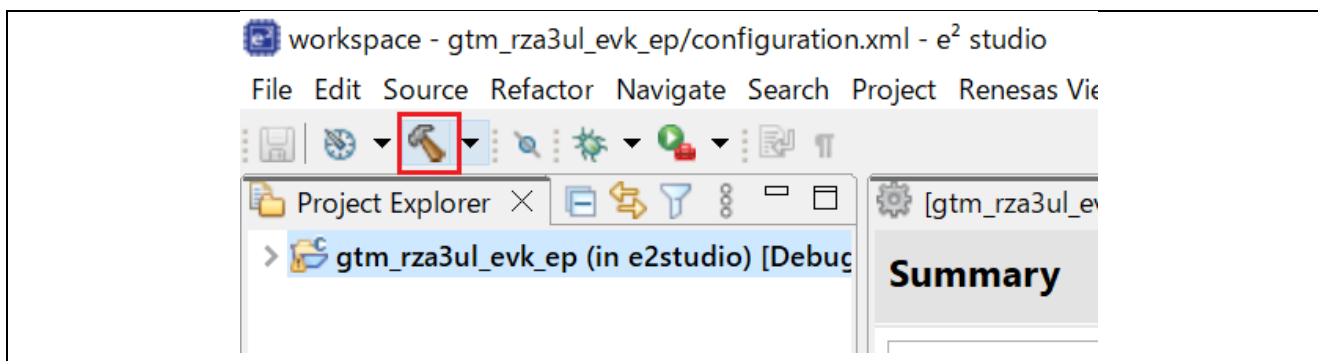 workspace - gtm_rza3ul_evk_ep/configuration.xml - e² studio
File Edit Source Refactor Navigate Search Project Renesas Vie
Project Explorer
[gtm_rza3ul_ev
gtm_rza3ul_evk_ep (in e2studio) [Debug
Summary